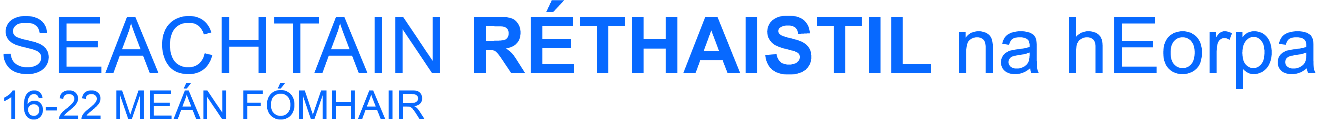 SEACHTAIN RÉTHAISTIL na hEorpa
16-22 MEÁN FÓMHAIR